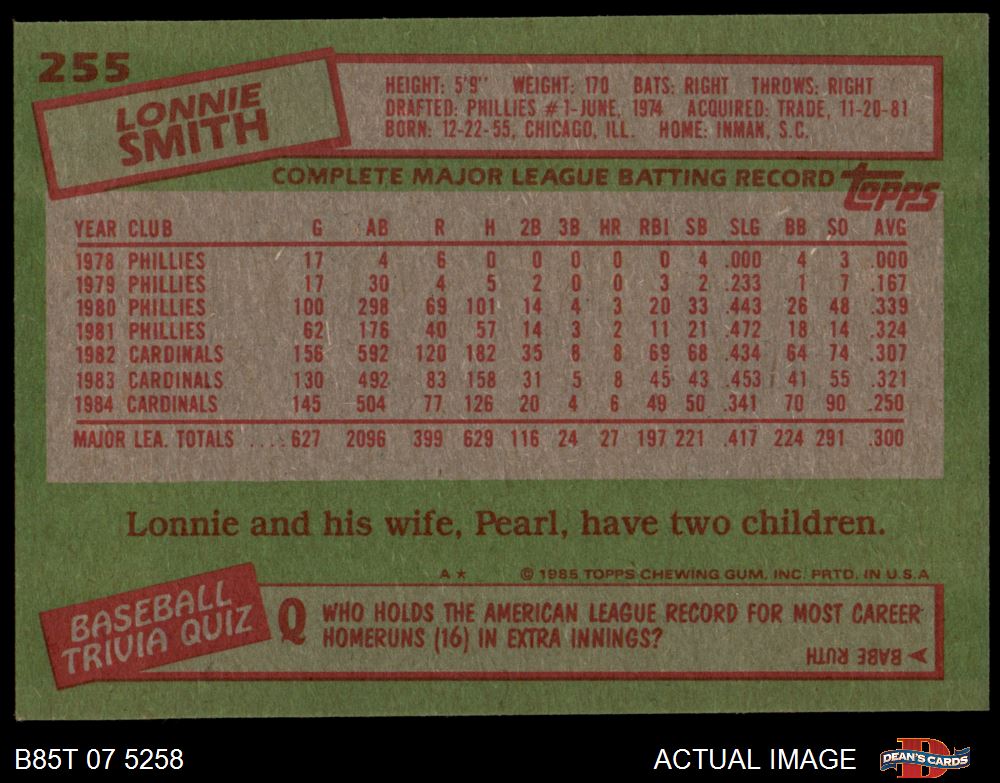 255
LONNIE
SMITH
HEIGHT: 5'9" WEIGHT: 170 BATS: RIGHT THROWS: RIGHT
DRAFTED: PHILLIES #1-JUNE, 1974 ACQUIRED: TRADE, 11-20-81
BORN: 12-22-55, CHICAGO, ILL. HOME: INMAN, S.C.
COMPLETE MAJOR LEAGUE BATTING RECORD topps
YEAR CLUB G AB R H 2B 3B HR RBI SB SLG BB SO AVG
1978 PHILLIES 17 4 6 0 0 0 0 0 4 .000 4 3 .000
1979 PHILLIES 17 30 4 5 2 0 0 3 2 .233 1 7 .167
1980 PHILLIES 100 298 69 101 14 4 3 20 33 .443 26 48 .339
1981 PHILLIES 62 176 40 57 14 3 2 11 21 .472 18 14 .324
1982 CARDINALS 156 592 120 182 35 8 8 69 68 .434 64 74 .307
1983 CARDINALS 130 492 83 158 31 5 8 45 43 .453 41 55 .321
1984 CARDINALS 145 504 77 126 20 4 6 49 50 .341 70 90 .250
MAJOR LEA. TOTALS .... 627 2096 399 629 116 24 27 197 221 .417 224 291 .300
Lonnie and his wife, Pearl, have two children.
A* © 1985 TOPPS CHEWING GUM, INC. PRTD. IN U.S.A
BASEBALL
TRIVIA QUIZ
Q WHO HOLDS THE AMERICAN LEAGUE RECORD FOR MOST CAREER
HOMERUNS (16) IN EXTRA INNINGS?
A BABE RUTH
B85T 07 5258 ACTUAL IMAGE DEAN'S CARDS